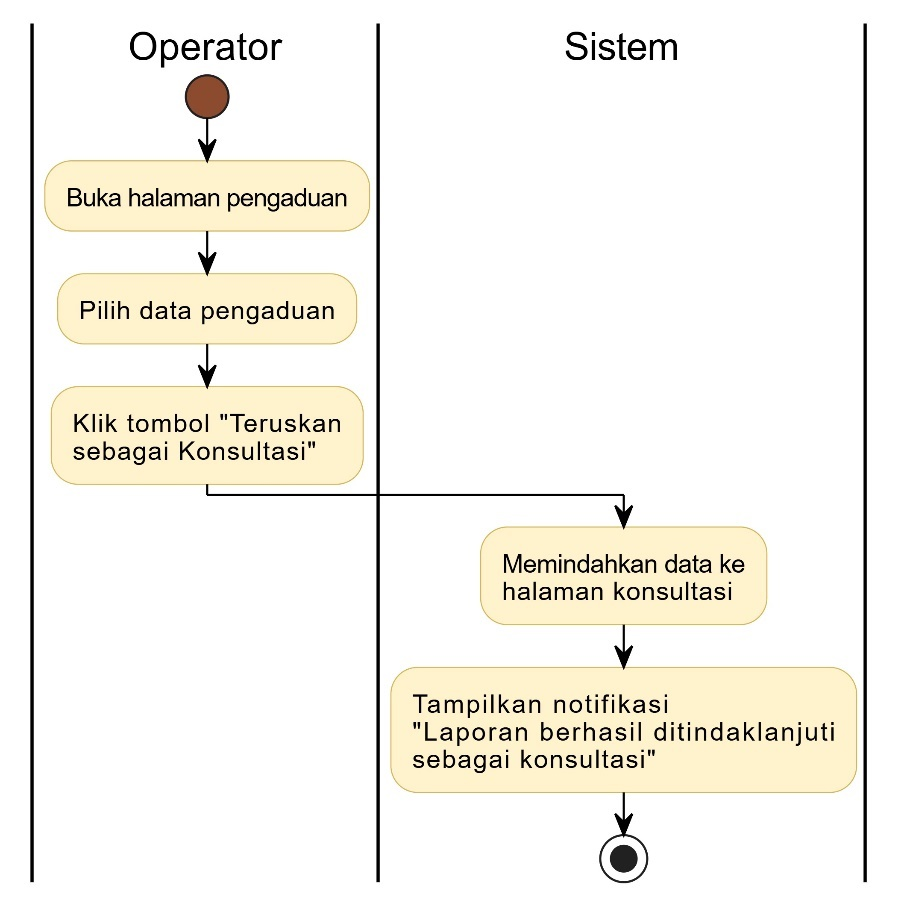 Operator
Sistem
Buka halaman pengaduan
Pilih data pengaduan
Klik tombol "Teruskan
sebagai Konsultasi"
Memindahkan data ke
halaman konsultasi
Tampilkan notifikasi
"Laporan berhasil ditindaklanjuti
sebagai konsultasi"